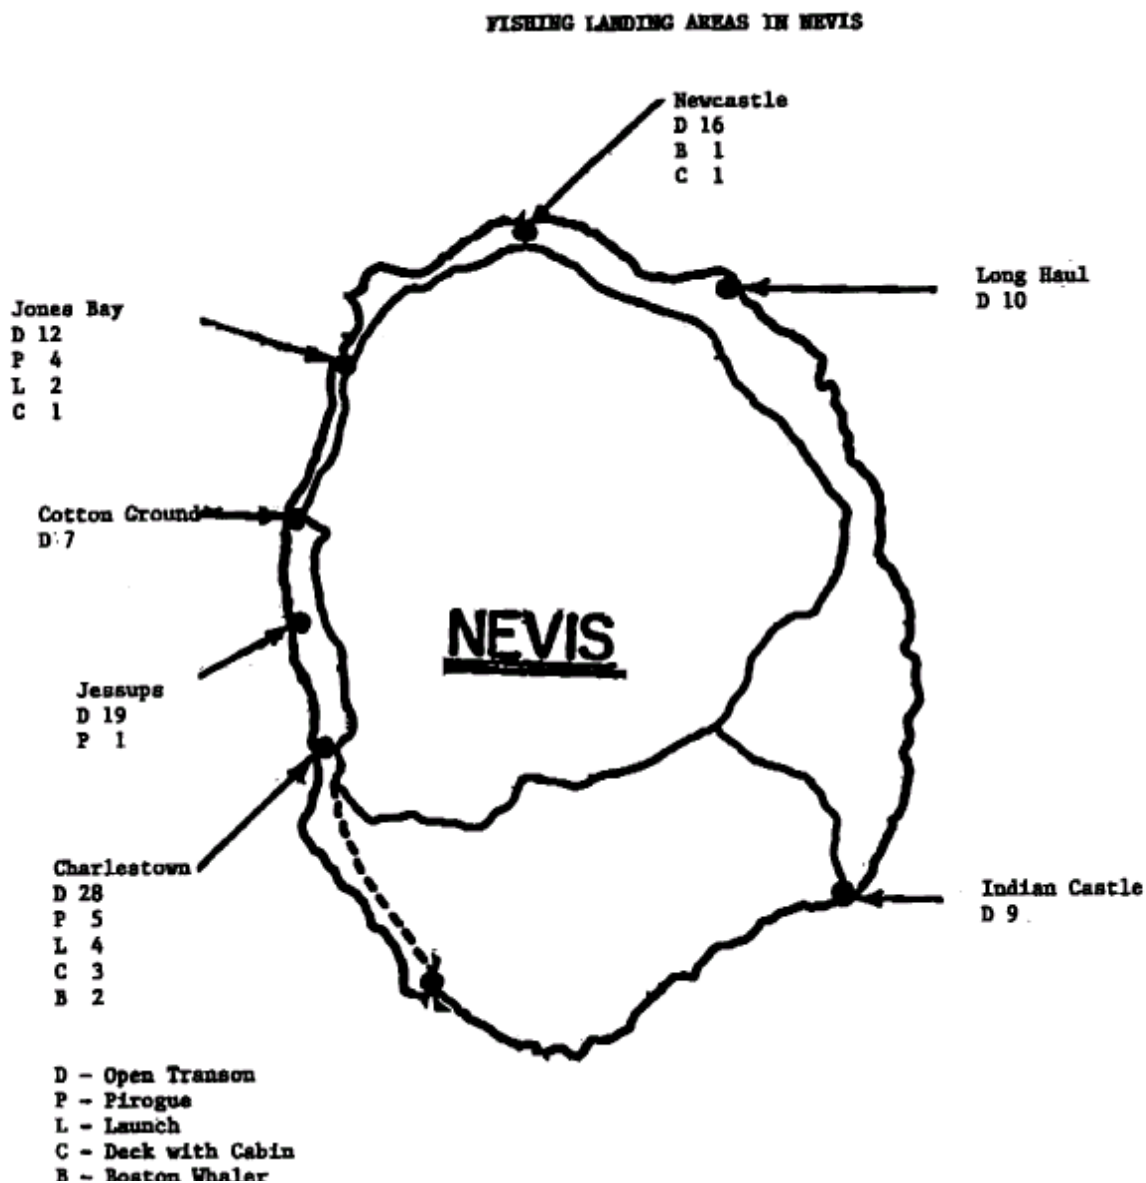 FISHING LANDING AREAS IN NEVIS
Newcastle
D 16
B 1
C 1
Long Haul
D 10
Jones Bay
D 12
P 4
L 2
C 1
Cotton Ground
D 7
NEVIS
Jessups
D 19
P 1
Charlestown
D 28
P 5
L 4
C 3
B 2
Indian Castle
D 9
D - Open Transon
P - Pirogue
L - Launch
C - Deck with Cabin
B - Boston Whaler